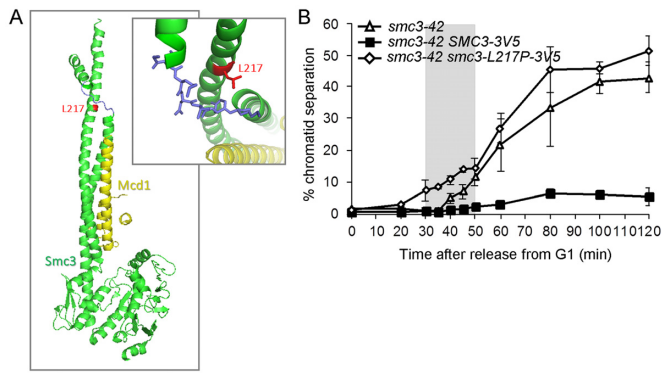 A
L217
L217
Mcd1
Smc3
B
smc3-42
smc3-42 SMC3-3V5
smc3-42 smc3-L217P-3V5
% chromatid separation
60
50
40
30
20
10
0
0 10 20 30 40 50 60 70 80 90 100 110 120
Time after release from G1 (min)